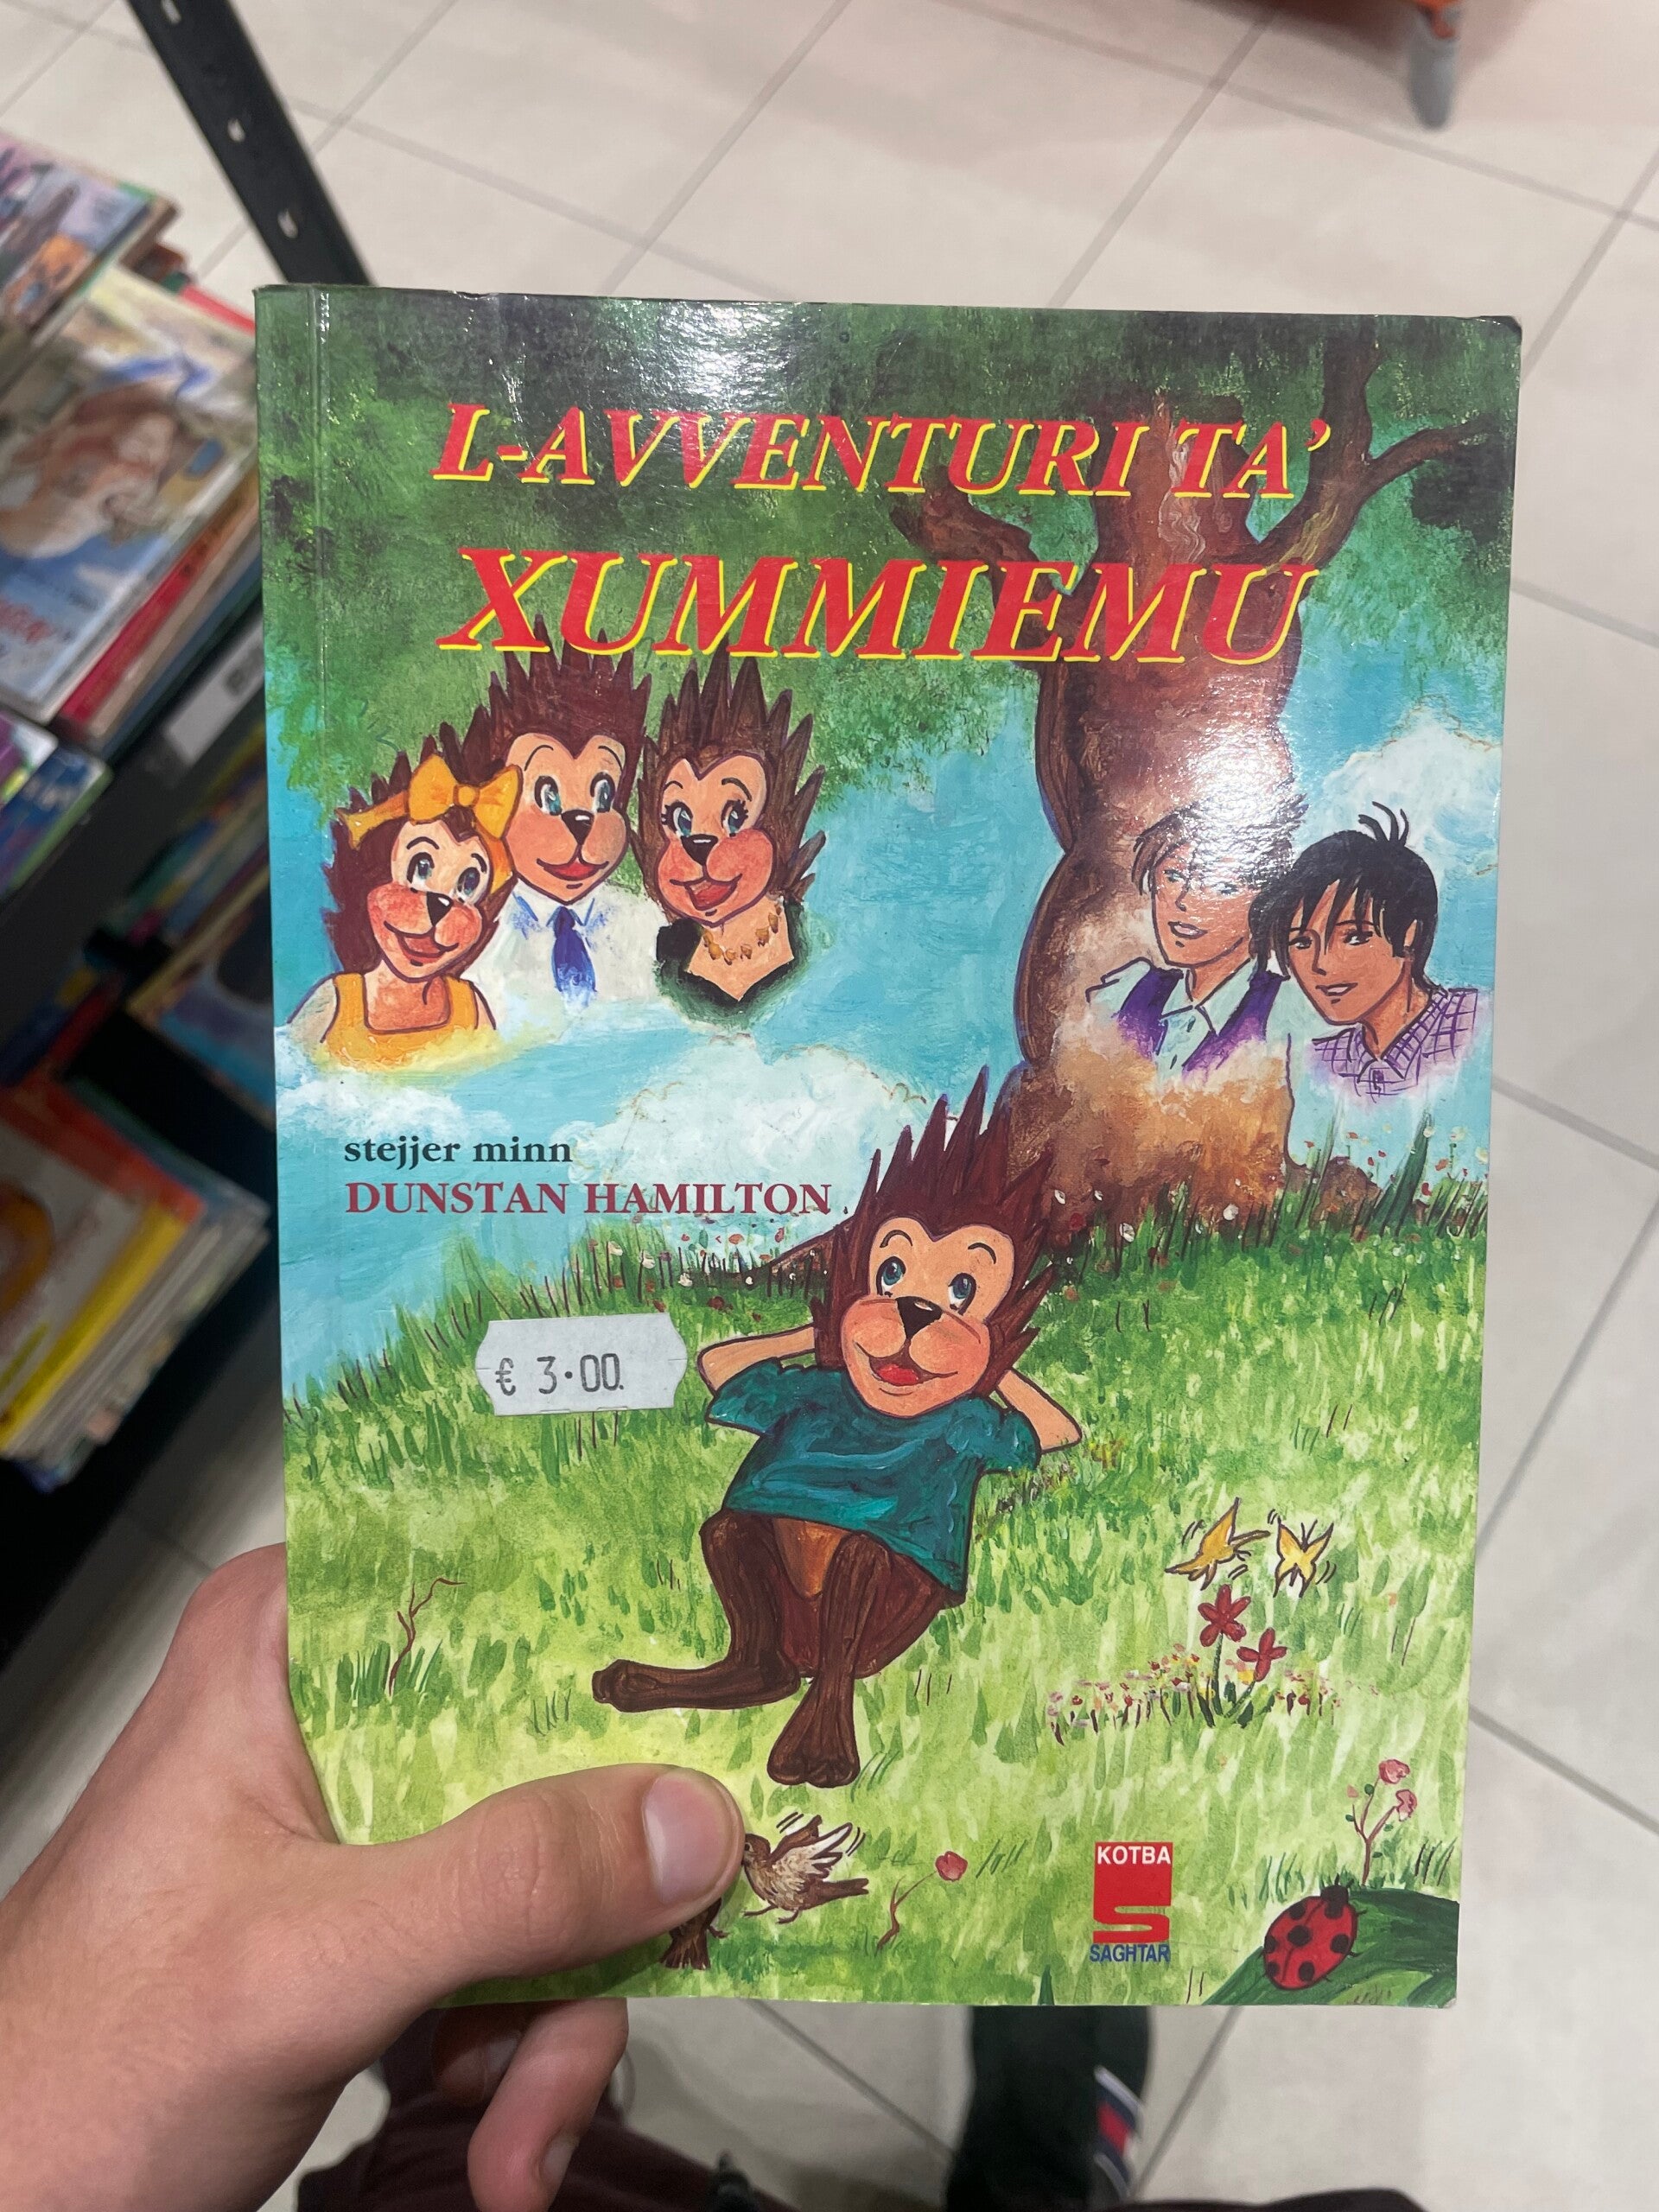 L-AVVENTURI TA'
XUMMIEMU
stejjer minn
DUNSTAN HAMILTON
€ 3.00
KOTBA
S
SAGHTAR